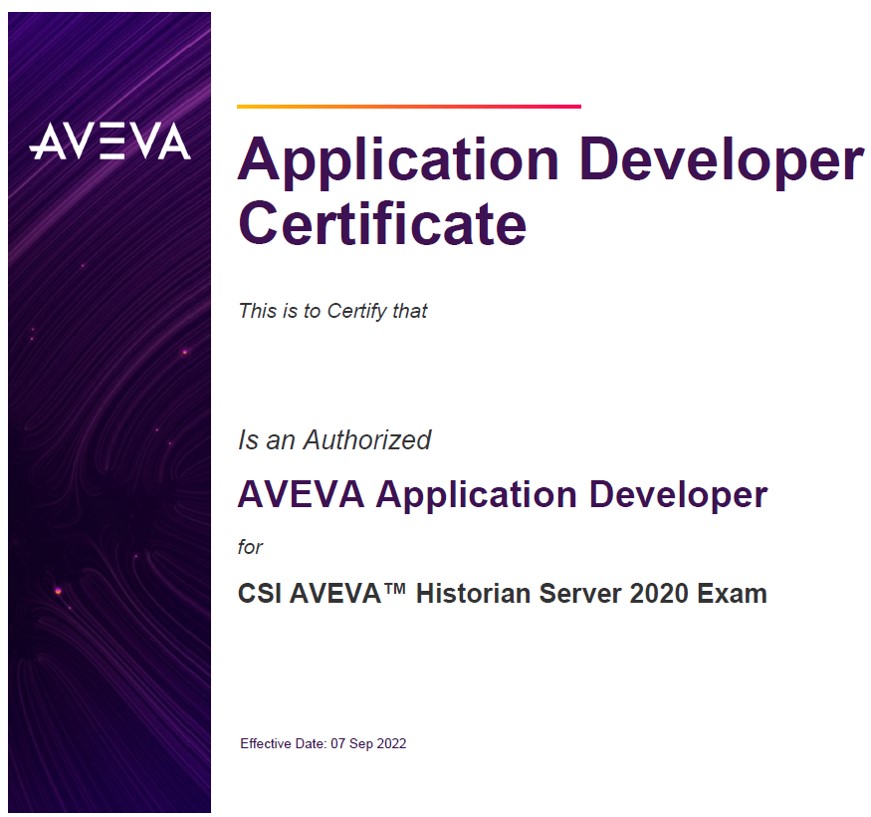 AVEVA
Application Developer
Certificate
This is to Certify that
Is an Authorized
AVEVA Application Developer
for
CSI AVEVA™ Historian Server 2020 Exam
Effective Date: 07 Sep 2022